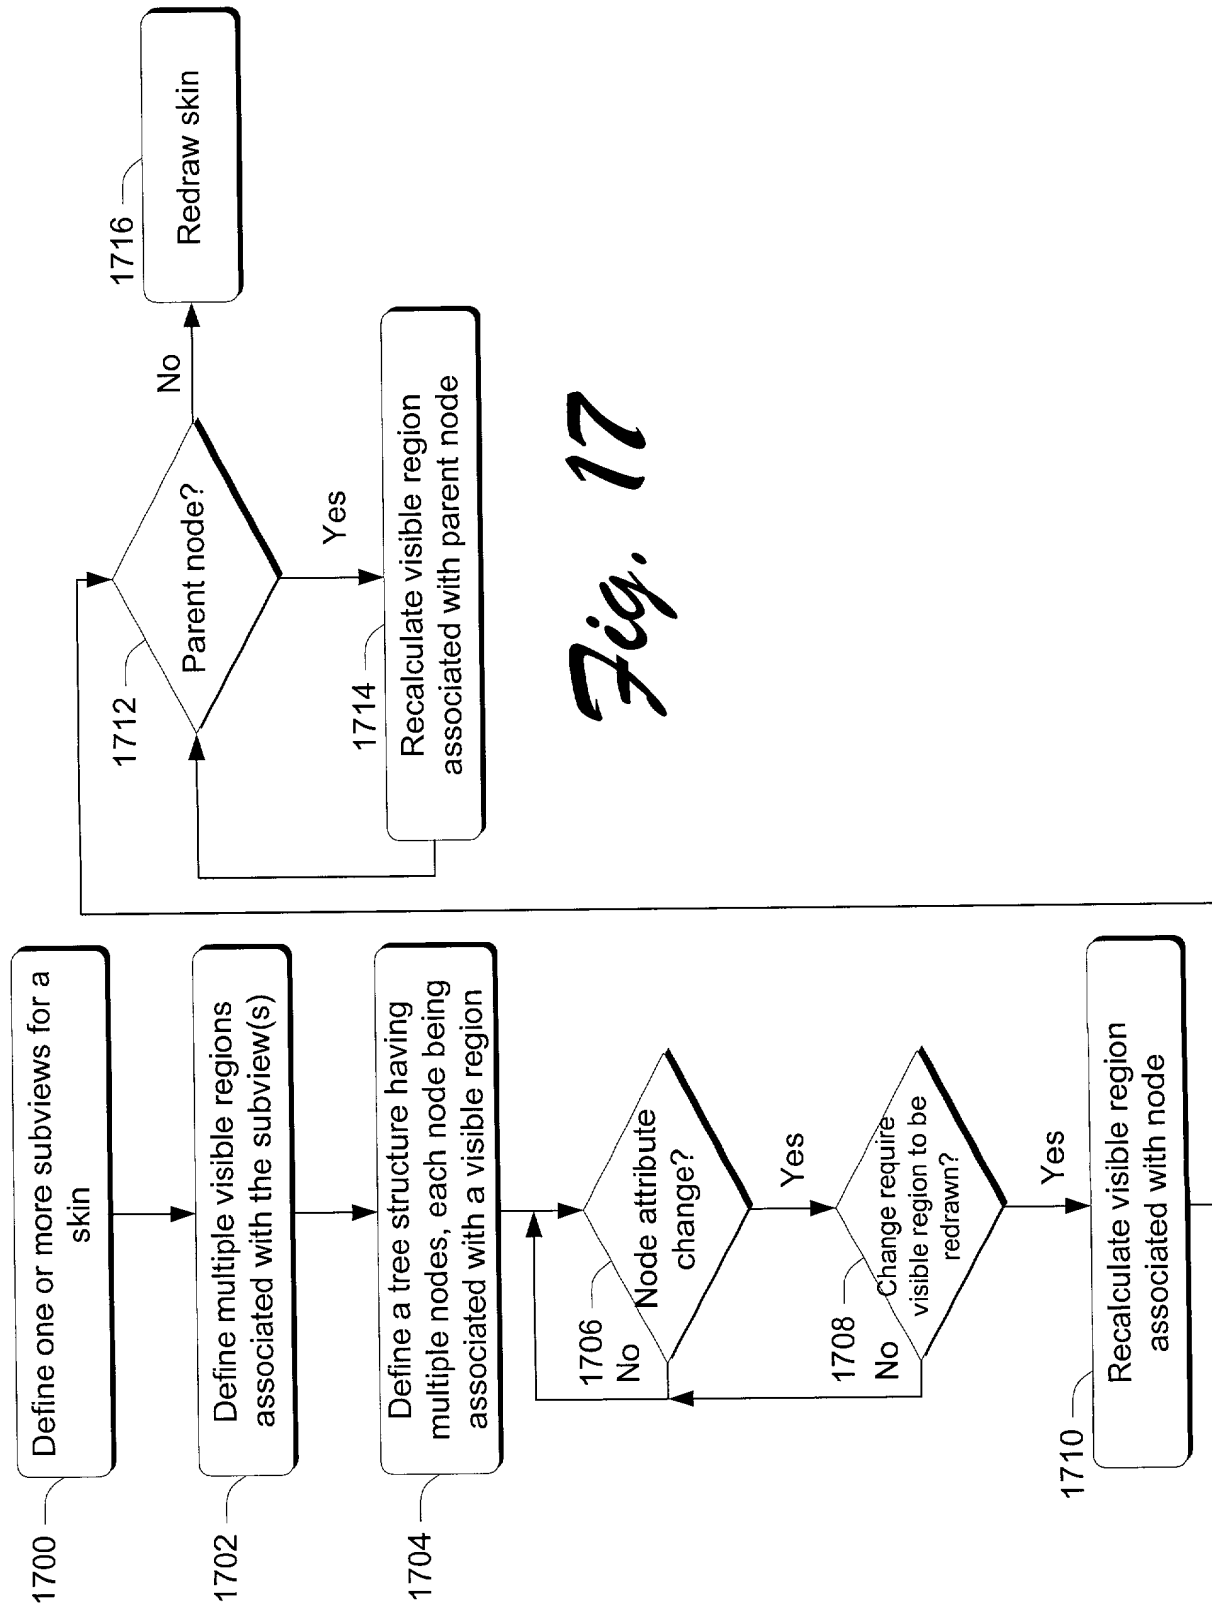 1700
Define one or more subviews for a
skin
1702
Define multiple visible regions
associated with the subview(s)
1704
Define a tree structure having
multiple nodes, each node being
associated with a visible region
1706
No
Node attribute
change?
Yes
1708
No
Change require
visible region to be
redrawn?
Yes
1710
Recalculate visible region
associated with node
1712
Parent node?
No
Yes
1714
Recalculate visible region
associated with parent node
1716
Redraw skin
Fig. 17